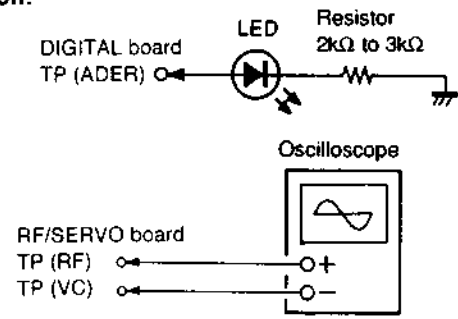 LED
Resistor
2kΩ to 3kΩ
DIGITAL board
TP (ADER)
Oscilloscope
RF/SERVO board
TP (RF)
TP (VC)
+
−